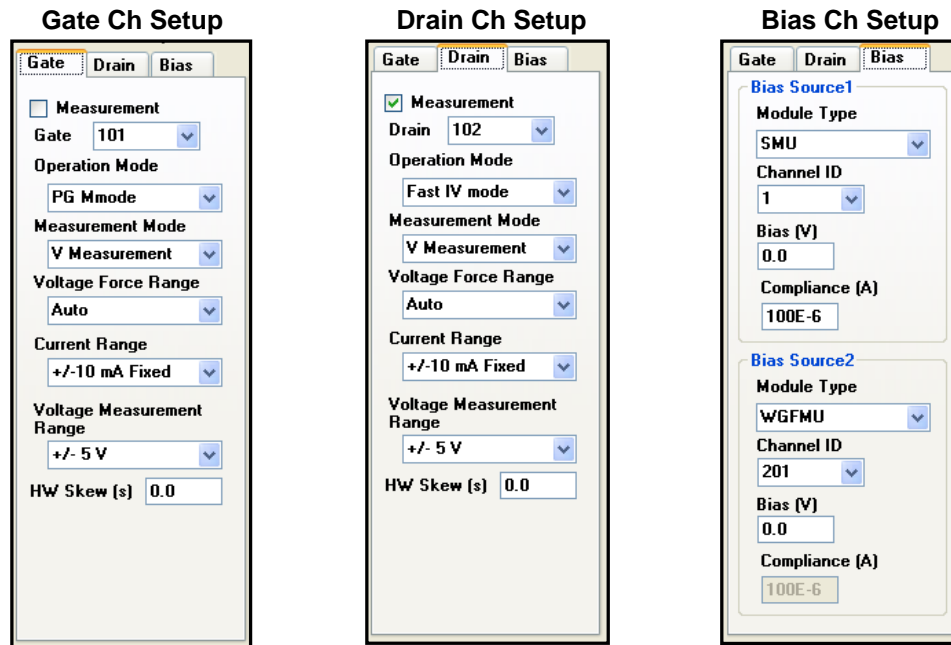 Gate Ch Setup
Gate Drain Bias
Measurement
Gate 101
Operation Mode
PG Mmode
Measurement Mode
V Measurement
Voltage Force Range
Auto
Current Range
+/-10 mA Fixed
Voltage Measurement
Range
+/- 5 V
HW Skew (s) 0.0
Drain Ch Setup
Gate Drain Bias
Measurement
Drain 102
Operation Mode
Fast IV mode
Measurement Mode
V Measurement
Voltage Force Range
Auto
Current Range
+/-10 mA Fixed
Voltage Measurement
Range
+/- 5 V
HW Skew (s) 0.0
Bias Ch Setup
Gate Drain Bias
Bias Source1
Module Type
SMU
Channel ID
1
Bias (V)
0.0
Compliance (A)
100E-6
Bias Source2
Module Type
WGFMU
Channel ID
201
Bias (V)
0.0
Compliance (A)
100E-6